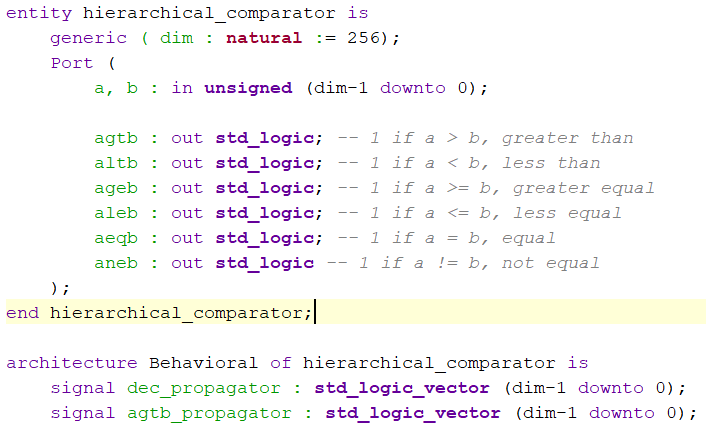 entity hierarchical_comparator is
    generic ( dim : natural := 256);
    Port (
        a, b : in unsigned (dim-1 downto 0);

        agtb : out std_logic; -- 1 if a > b, greater than
        altb : out std_logic; -- 1 if a < b, less than
        ageb : out std_logic; -- 1 if a >= b, greater equal
        aleb : out std_logic; -- 1 if a <= b, less equal
        aeqb : out std_logic; -- 1 if a = b, equal
        aneb : out std_logic -- 1 if a != b, not equal
    );
end hierarchical_comparator;

architecture Behavioral of hierarchical_comparator is
    signal dec_propagator : std_logic_vector (dim-1 downto 0);
    signal agtb_propagator : std_logic_vector (dim-1 downto 0);